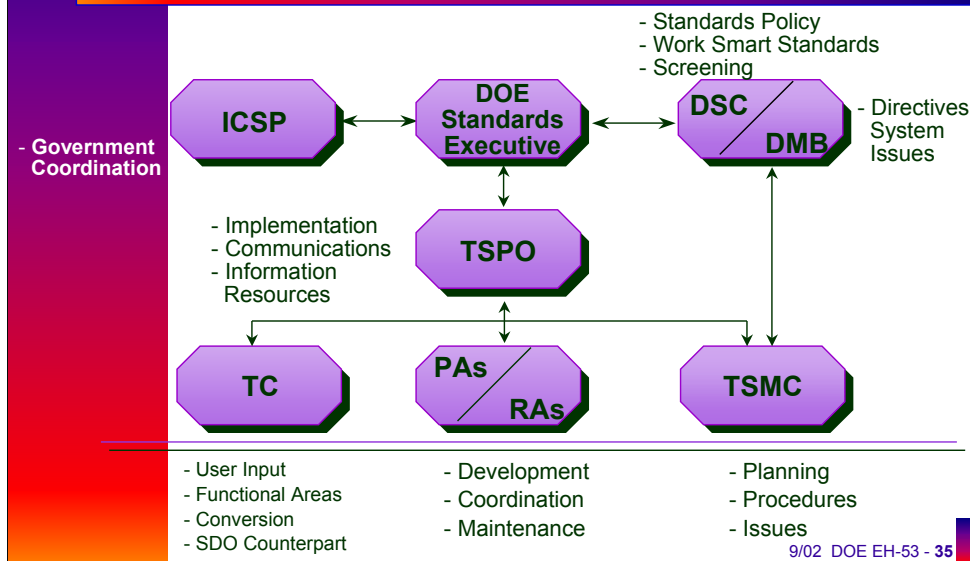 - Standards Policy
- Work Smart Standards
- Screening
ICSP
DOE
Standards
Executive
DSC
DMB
- Directives
System
Issues
- Government
Coordination
- Implementation
- Communications
- Information
Resources
TSPO
TC
PAs
RAs
TSMC
- User Input
- Functional Areas
- Conversion
- SDO Counterpart
- Development
- Coordination
- Maintenance
- Planning
- Procedures
- Issues
9/02 DOE EH-53 - 35